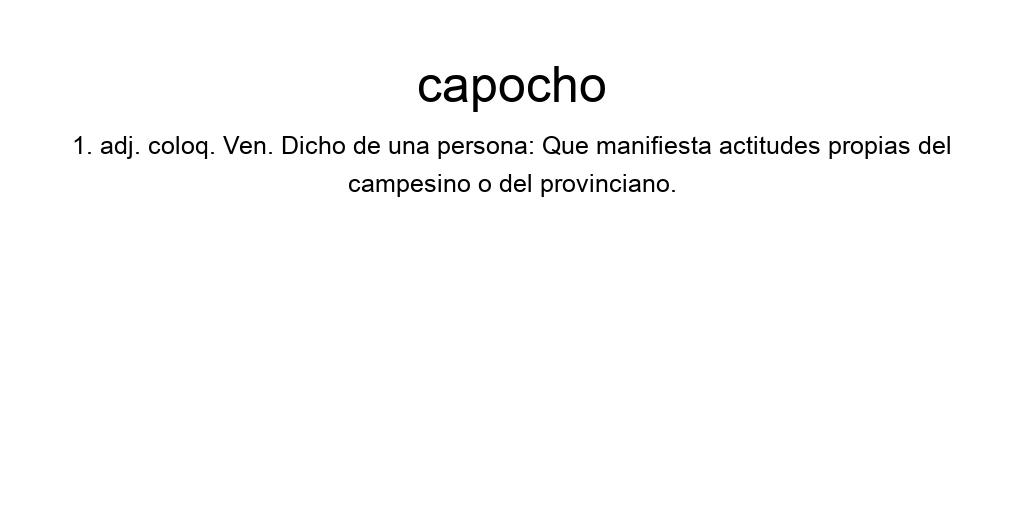 capocho
1. adj. coloq. Ven. Dicho de una persona: Que manifiesta actitudes propias del
campesino o del provinciano.